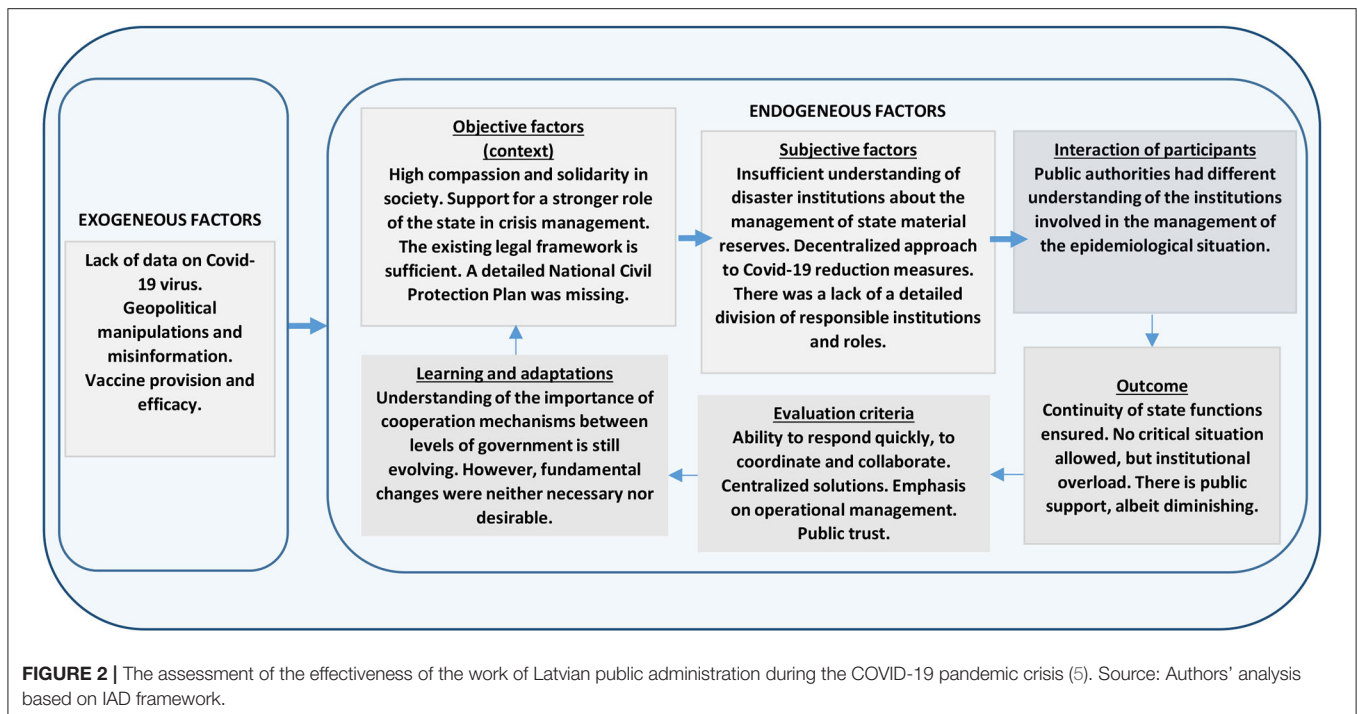 EXOGENEOUS FACTORS
Lack of data on Covid-
19 virus.
Geopolitical
manipulations and
misinformation.
Vaccine provision and
efficacy.
ENDOGENEOUS FACTORS
Objective factors
(context)
High compassion and solidarity in
society. Support for a stronger role
of the state in crisis management.
The existing legal framework is
sufficient. A detailed National Civil
Protection Plan was missing.
Subjective factors
Insufficient understanding of
disaster institutions about the
management of state material
reserves. Decentralized approach
to Covid-19 reduction measures.
There was a lack of a detailed
division of responsible institutions
and roles.
Interaction of participants
Public authorities had different
understanding of the institutions
involved in the management of
the epidemiological situation.
Outcome
Continuity of state functions
ensured. No critical situation
allowed, but institutional
overload. There is public
support, albeit diminishing.
Evaluation criteria
Ability to respond quickly, to
coordinate and collaborate.
Centralized solutions. Emphasis
on operational management.
Public trust.
Learning and adaptations
Understanding of the importance of
cooperation mechanisms between
levels of government is still
evolving. However, fundamental
changes were neither necessary nor
desirable.
FIGURE 2 | The assessment of the effectiveness of the work of Latvian public administration during the COVID-19 pandemic crisis (5). Source: Authors' analysis
based on IAD framework.